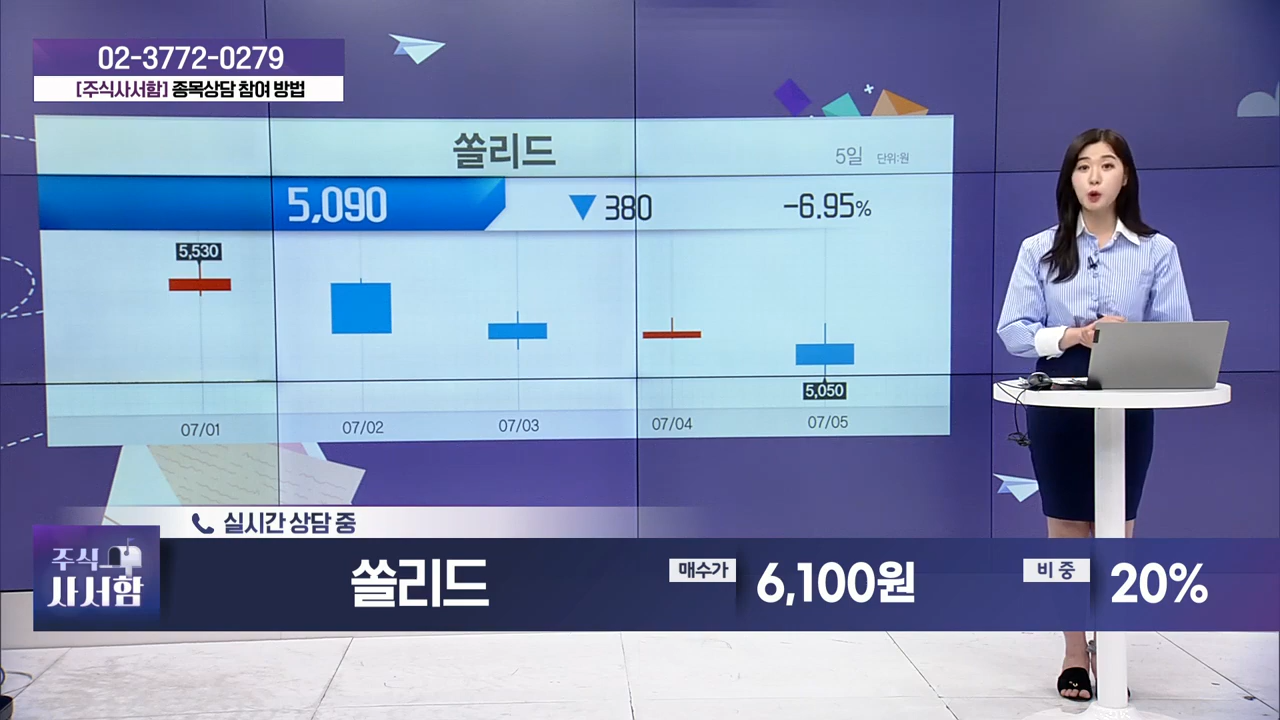 02-3772-0279
[주식사서함] 종목상담 참여 방법
쏠리드
5일 단위:원
5,090 ▼380 -6.95%
5,530
5,050
07/01 07/02 07/03 07/04 07/05
실시간 상담 중
주식
사서함
쏠리드 매수가 6,100원 비중 20%